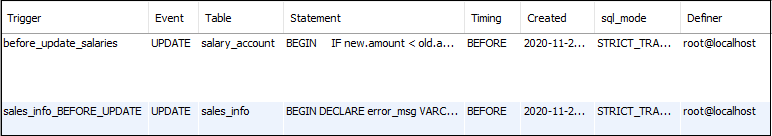 Trigger Event Table Statement Timing Created sql_mode Definer
before_update_salaries UPDATE salary_account BEGIN IF new.amount < old.a... BEFORE 2020-11-2... STRICT_TRA... root@localhost
sales_info_BEFORE_UPDATE UPDATE sales_info BEGIN DECLARE error_msg VARC... BEFORE 2020-11-2... STRICT_TRA... root@localhost